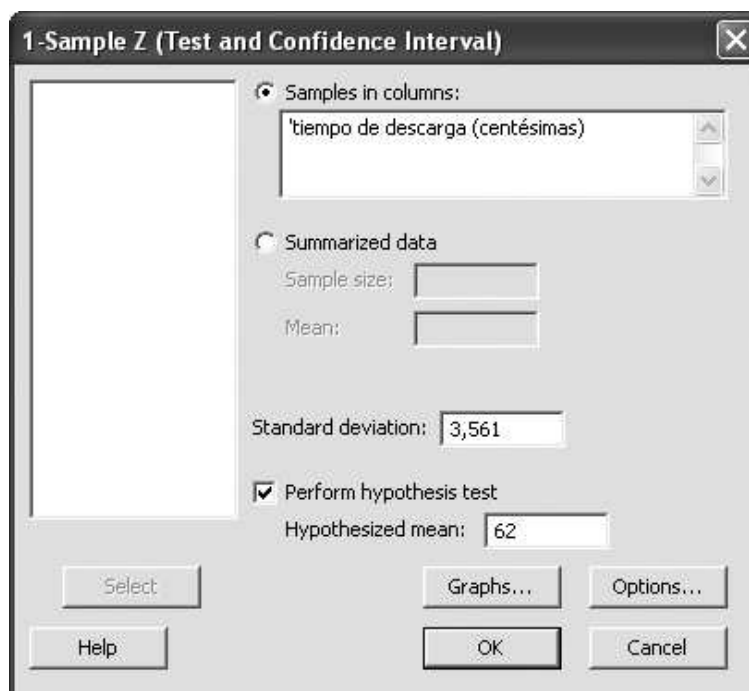 1-Sample Z (Test and Confidence Interval)
Samples in columns:
'tiempo de descarga (centésimas)
Summarized data
Sample size:
Mean:
Standard deviation: 3,561
Perform hypothesis test
Hypothesized mean: 62
Select
Graphs...
Options...
Help
OK
Cancel